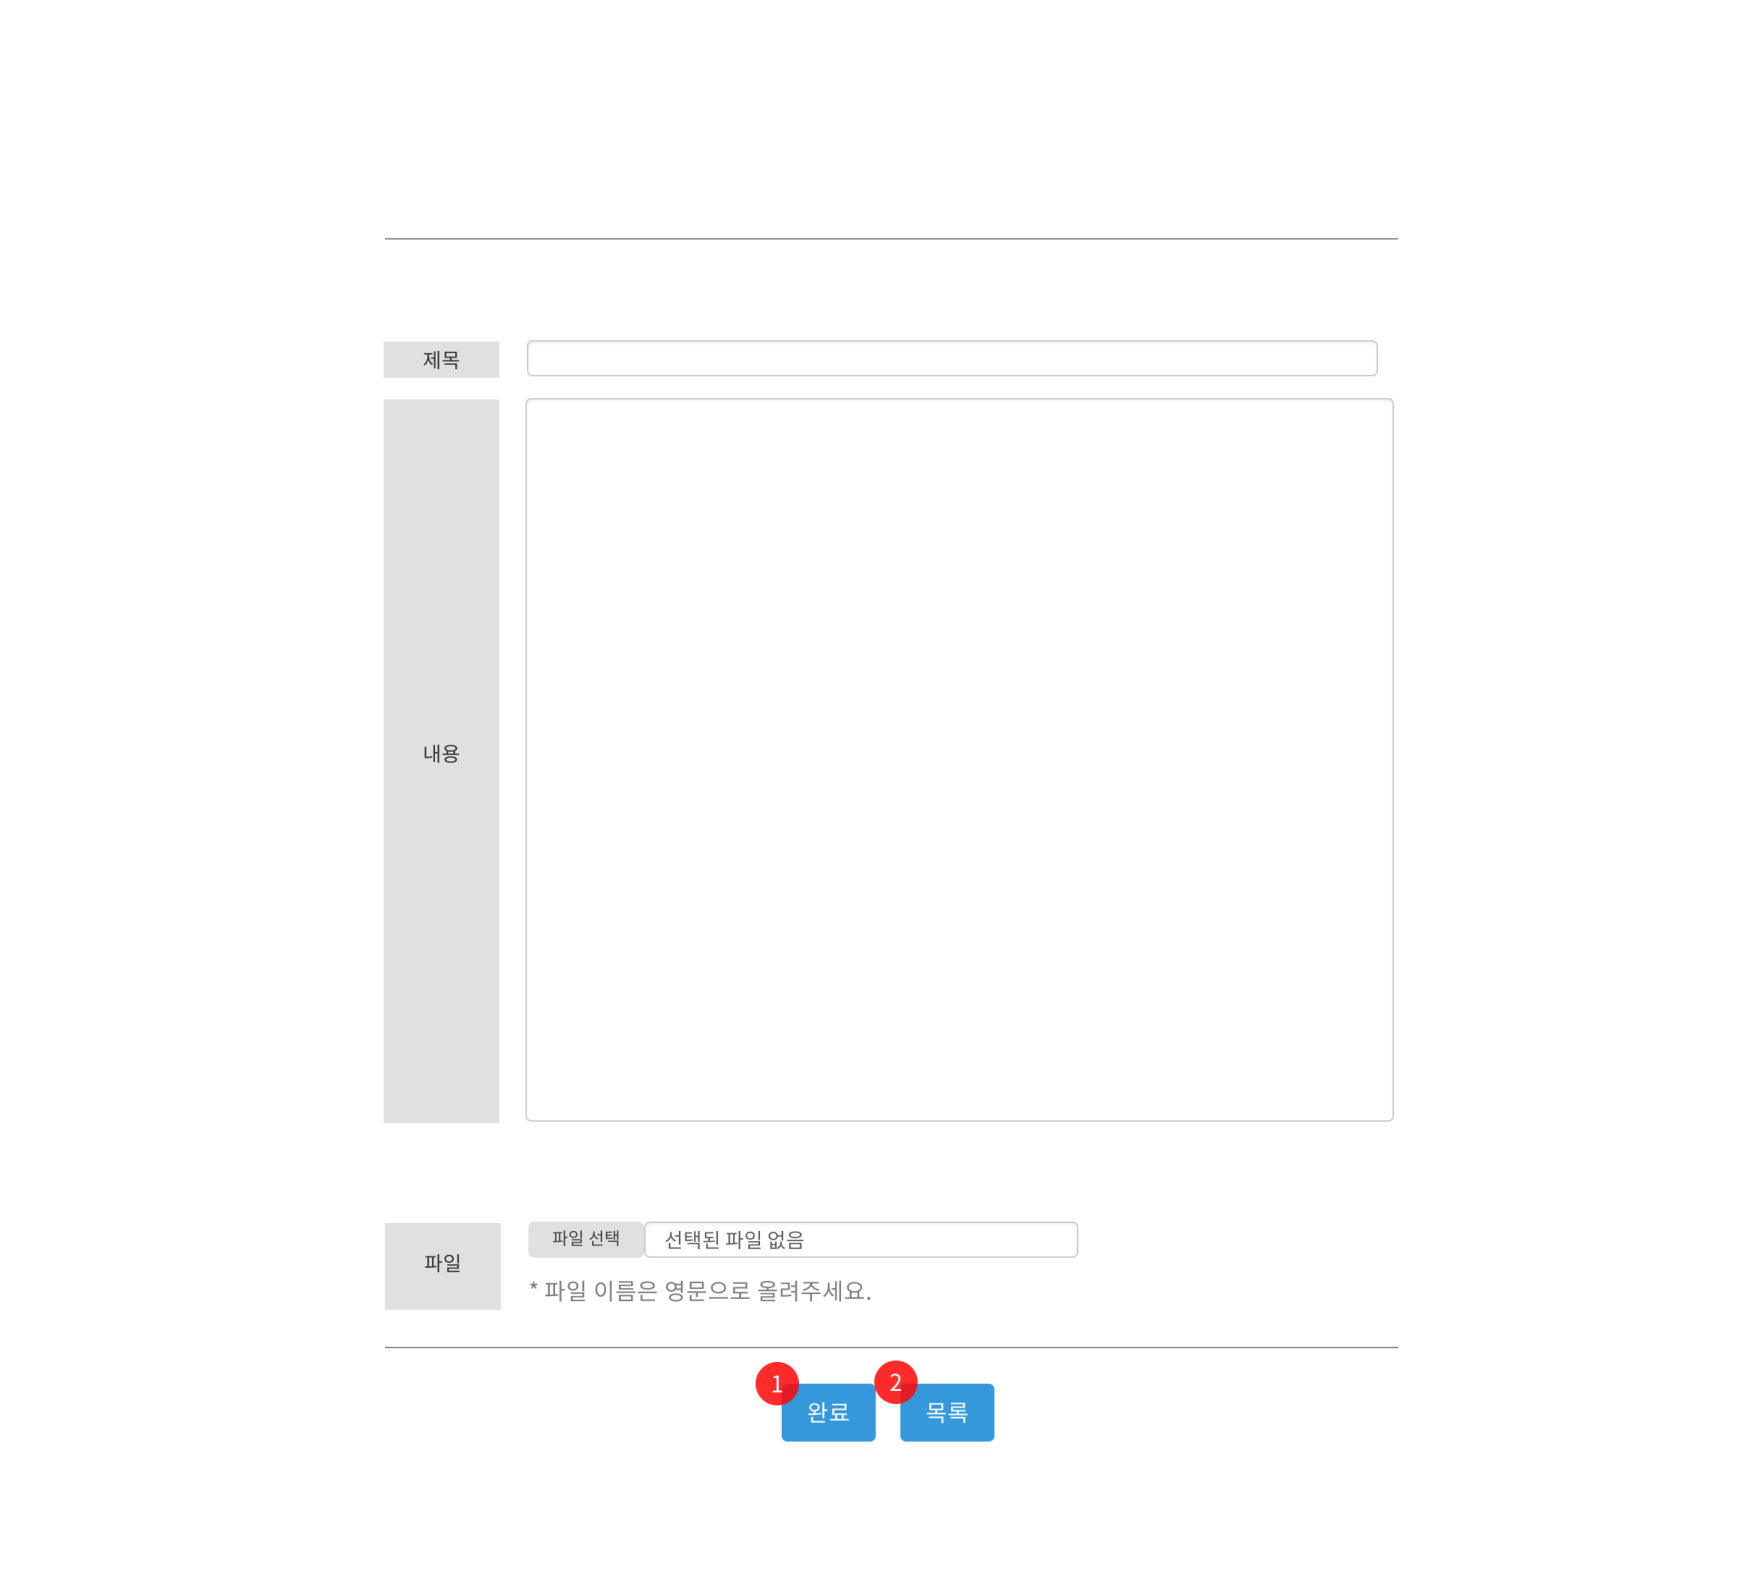 제목
내용
파일
파일 선택
선택된 파일 없음
* 파일 이름은 영문으로 올려주세요.
1
완료
2
목록